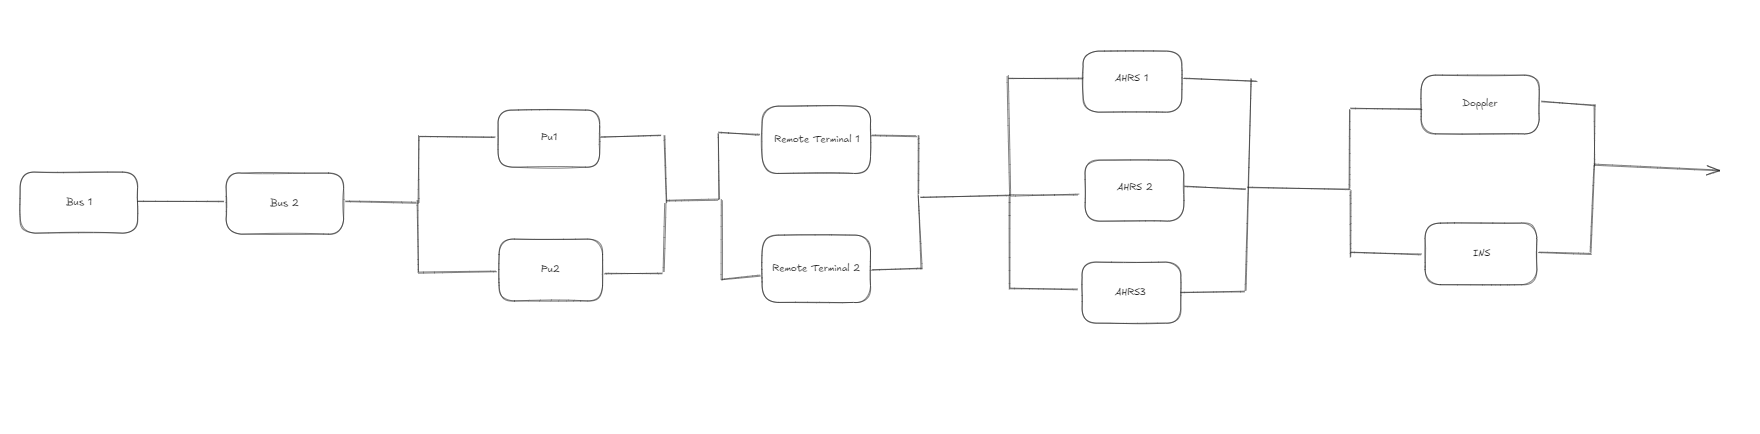 Bus 1
Bus 2
Pu1
Pu2
Remote Terminal 1
Remote Terminal 2
AHRS 1
AHRS 2
AHRS3
Doppler
INS